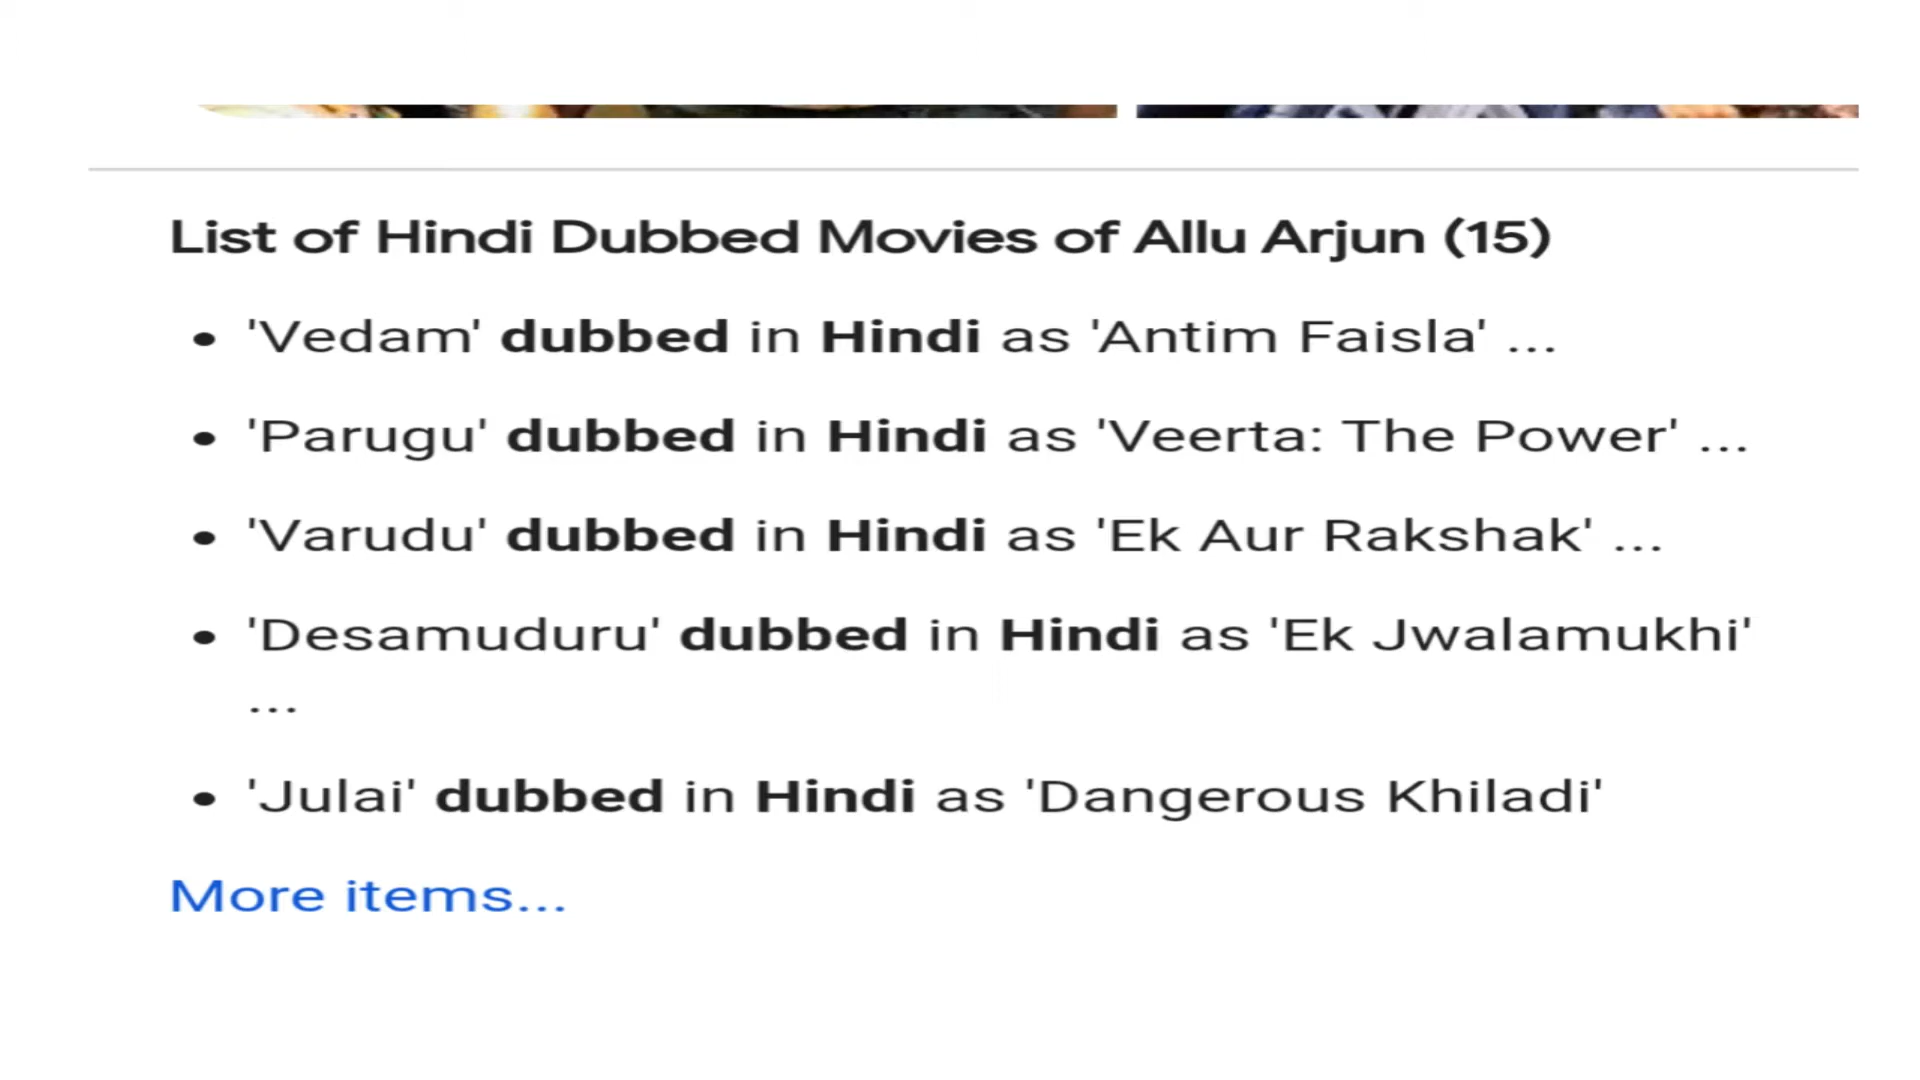 List of Hindi Dubbed Movies of Allu Arjun (15)
• 'Vedam' dubbed in Hindi as 'Antim Faisla' ...
• 'Parugu' dubbed in Hindi as 'Veerta: The Power' ...
• 'Varudu' dubbed in Hindi as 'Ek Aur Rakshak' ...
• 'Desamuduru' dubbed in Hindi as 'Ek Jwalamukhi'
...
• 'Julai' dubbed in Hindi as 'Dangerous Khiladi'
More items...